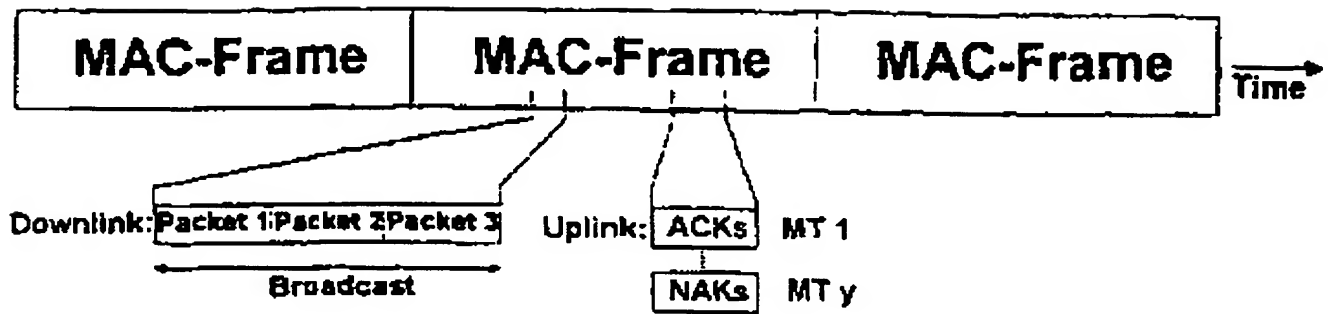 MAC-Frame MAC-Frame MAC-Frame
Time
Downlink: Packet 1 Packet 2 Packet 3 Uplink: ACKs MT 1
Broadcast
NAKs MT y